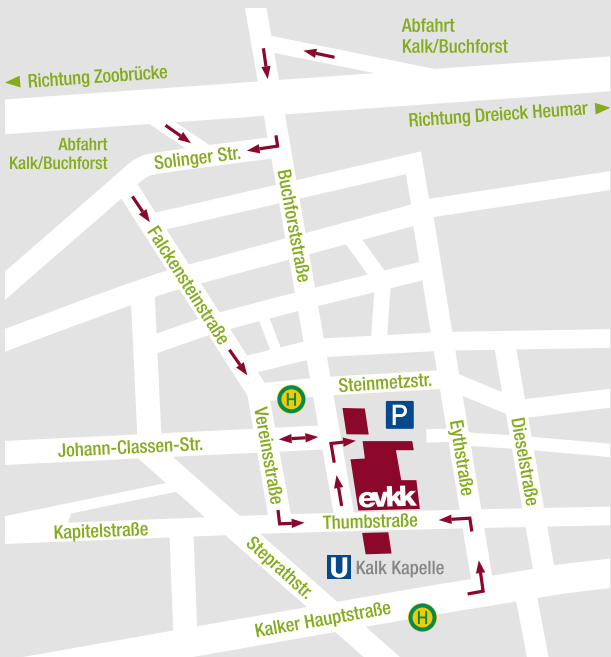 Abfahrt
Kalk/Buchforst
Richtung Zoobrücke
Richtung Dreieck Heumar
Abfahrt
Kalk/Buchforst
Solinger Str.
Buchforststraße
Falckensteinstraße
Steinmetzstr.
H
P
Vereinsstraße
Johann-Classen-Str.
Eythstraße
Dieselstraße
evkk
Thumbstraße
Kapitelstraße
U Kalk Kapelle
Steprathstr.
Kalker Hauptstraße
H